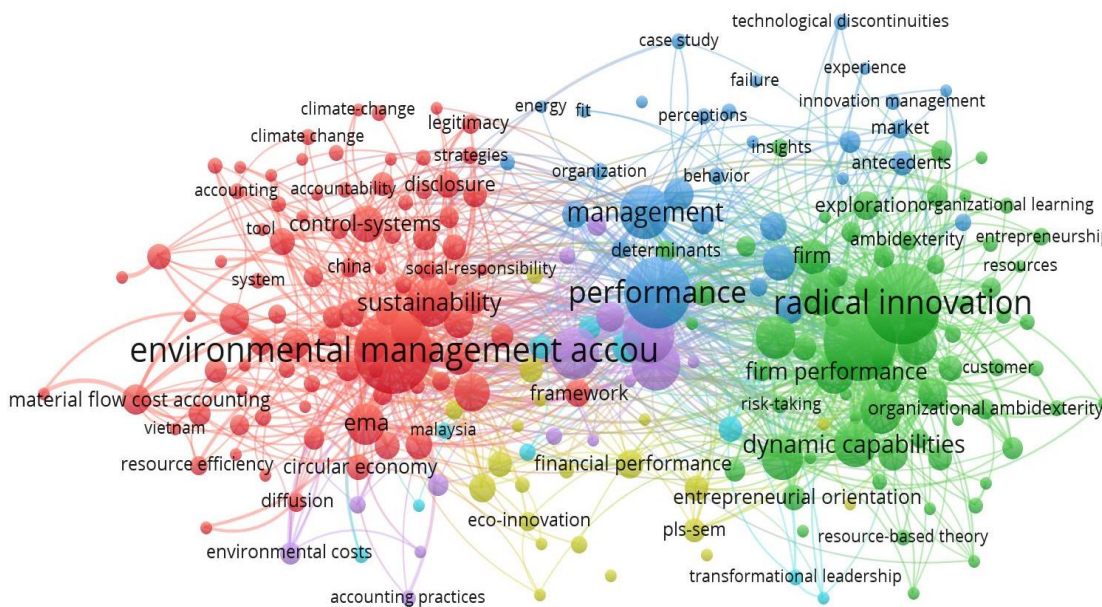 technological discontinuities
case study
experience
failure
energy
fit
innovation management
climate-change
legitimacy
perceptions
market
climate change
strategies
insights
antecedents
accounting
accountability
disclosure
organization
behavior
exploration
organizational learning
tool
control-systems
management
ambidexterity
entrepreneurship
determinants
firm
resources
system
china
social-responsibility
sustainability
performance
radical innovation
environmental management accou
firm performance
customer
material flow cost accounting
framework
risk-taking
organizational ambidexterity
vietnam
ema
malaysia
dynamic capabilities
resource efficiency
circular economy
financial performance
diffusion
entrepreneurial orientation
eco-innovation
pls-sem
resource-based theory
environmental costs
transformational leadership
accounting practices